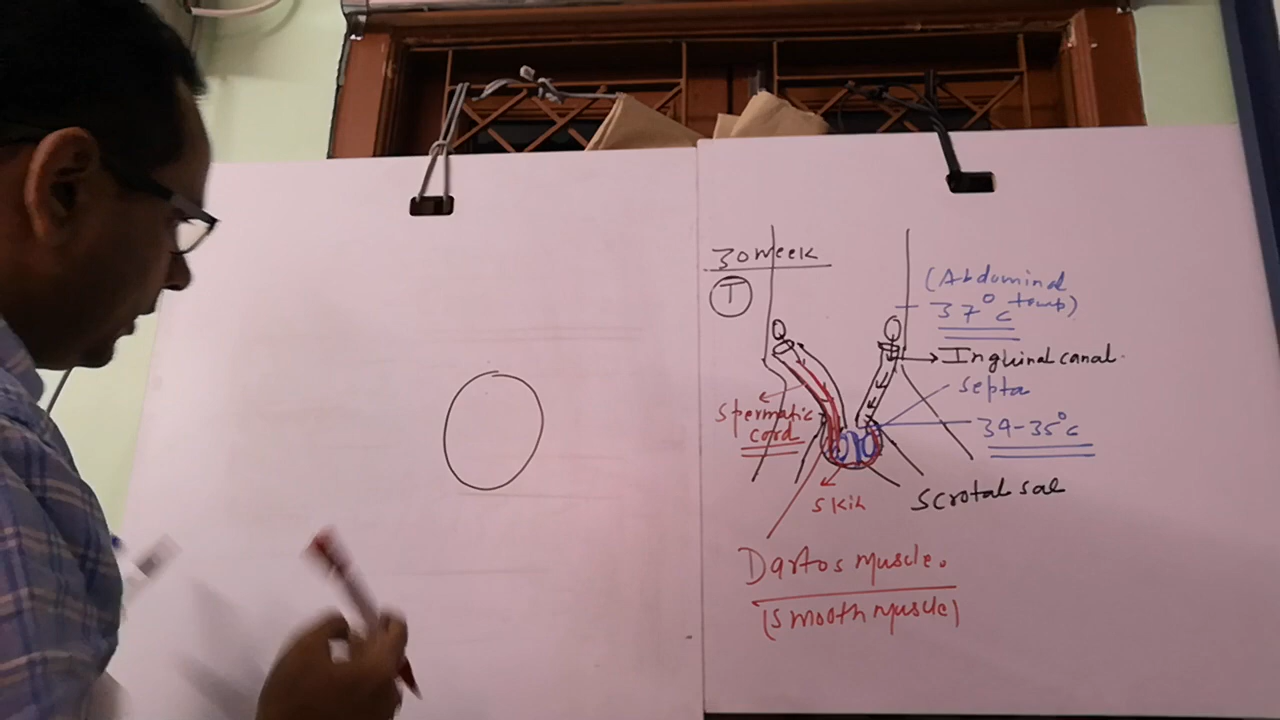 30 week
T
(Abdominal
37°C temp)
Inguinal canal.
Septa
Spermatic
cord
34-35°C
Skin
Scrotal sac
Dartos muscle.
(smooth muscle)